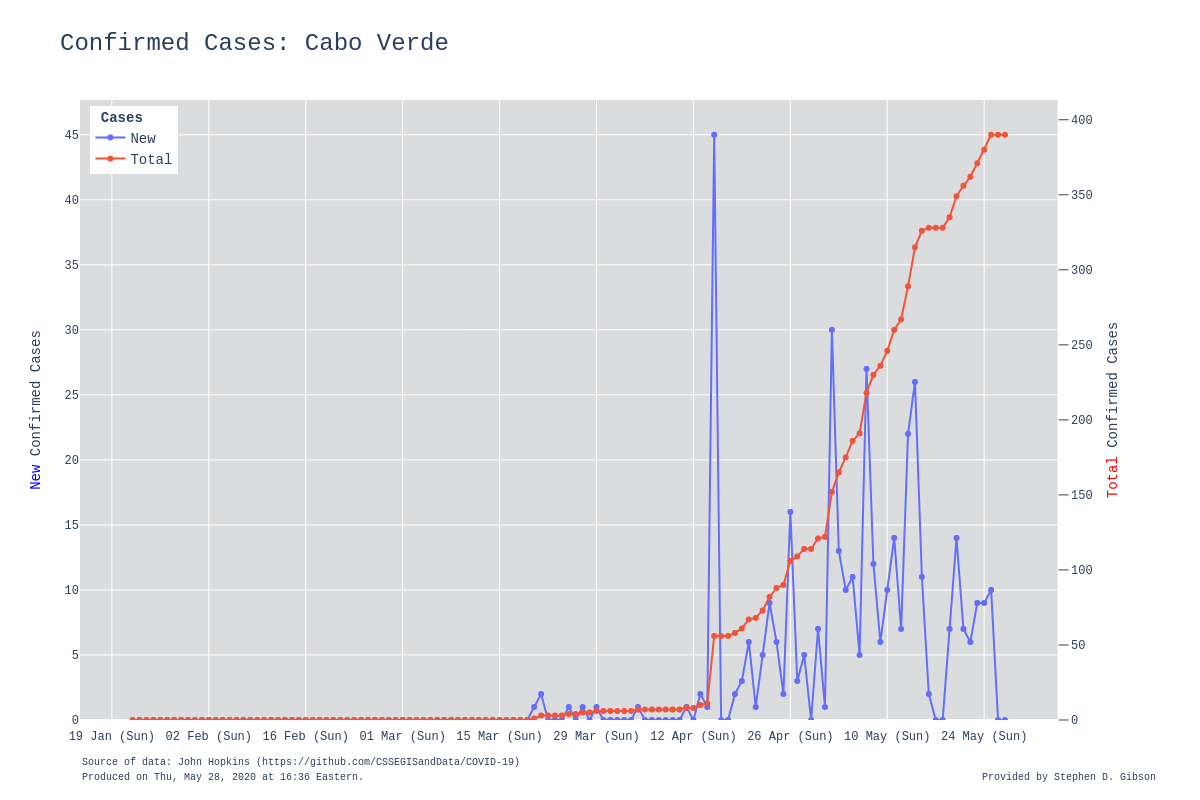 Confirmed Cases: Cabo Verde
Cases
New
Total
45
40
35
30
25
20
15
10
5
0
New Confirmed Cases
400
350
300
250
200
150
100
50
0
Total Confirmed Cases
19 Jan (Sun) 02 Feb (Sun) 16 Feb (Sun) 01 Mar (Sun) 15 Mar (Sun) 29 Mar (Sun) 12 Apr (Sun) 26 Apr (Sun) 10 May (Sun) 24 May (Sun)
Source of data: John Hopkins (https://github.com/CSSEGISandData/COVID-19)
Produced on Thu, May 28, 2020 at 16:36 Eastern.
Provided by Stephen D. Gibson